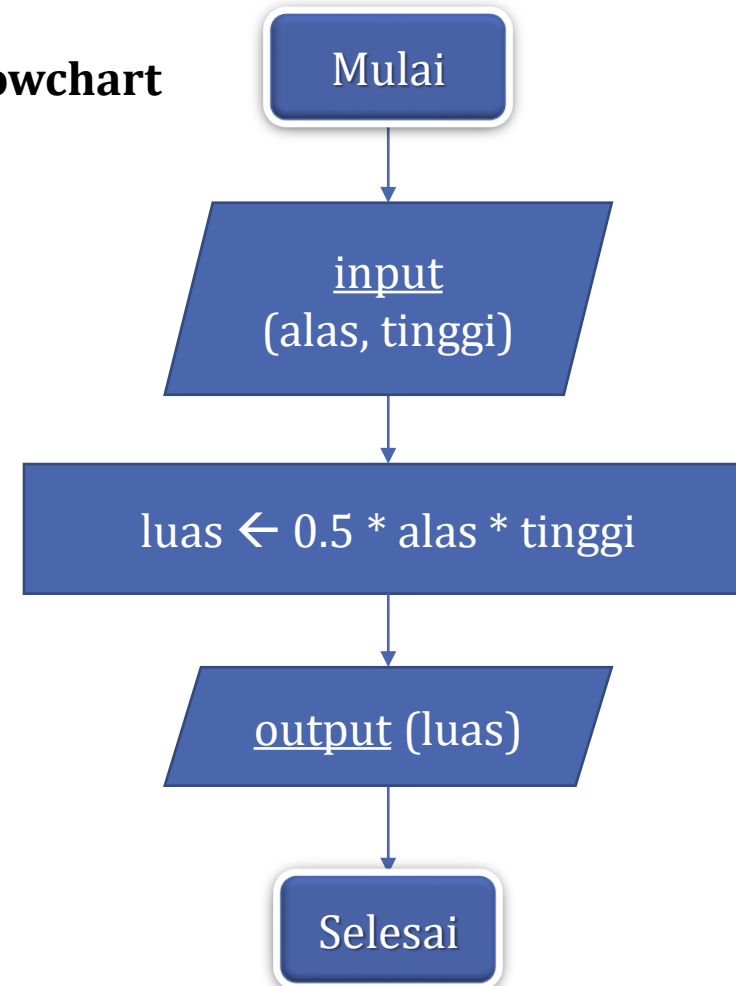 owchart
Mulai
input
(alas, tinggi)
luas ← 0.5 * alas * tinggi
output (luas)
Selesai